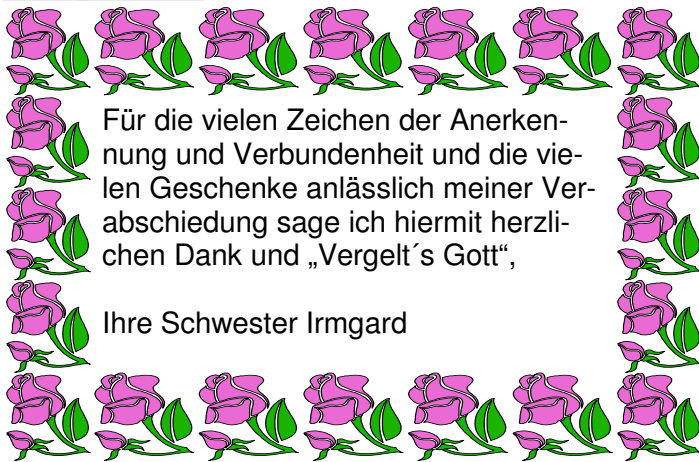 Für die vielen Zeichen der Anerken-
nung und Verbundenheit und die vie-
len Geschenke anlässlich meiner Ver-
abschiedung sage ich hiermit herzli-
chen Dank und „Vergelt´s Gott“,
Ihre Schwester Irmgard